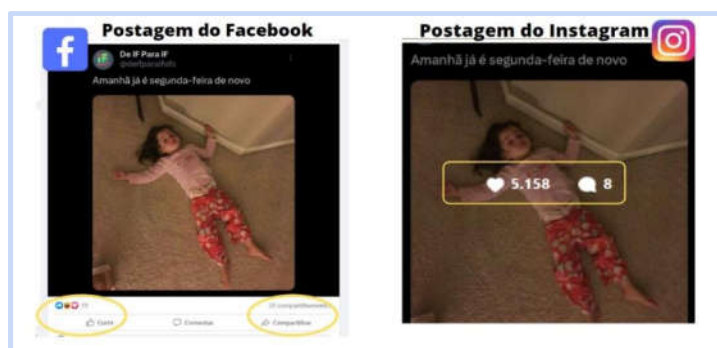 Postagem do Facebook
De IF Para IF
Amanhã já é segunda-feira de novo
Curtir
Comentar
Compartilhar
Postagem do Instagram
Amanhã já é segunda-feira de novo
5.158 8